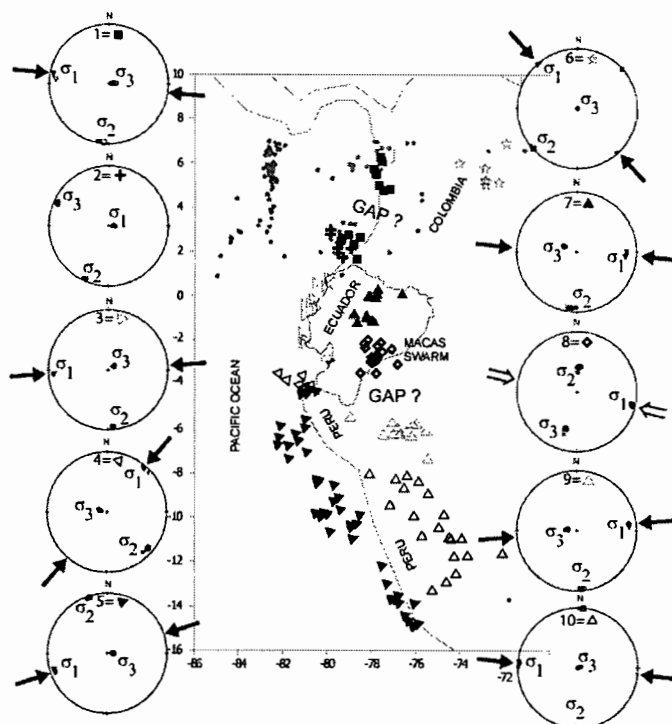 N
1=■
σ1
σ3
σ2
2=✚
σ3
σ1
σ2
3=▷
σ1
σ3
σ2
N
4=◁
σ1
σ3
σ2
N
5=▼
σ2
σ1
σ3
10
8
6
4
2
0
-2
-4
-6
-8
-10
-12
-14
16
-86
-84
-82
-80
-78
-76
-74
-72
GAP ?
COLOMBIA
ECUADOR
MACAS
SWARM
GAP ?
PERU
PACIFIC OCEAN
PERU
N
6=☆
σ1
σ3
σ2
N
7=▲
σ3
σ1
σ2
N
8=◇
σ2
σ3
σ1
N
9=△
σ3
σ1
σ2
N
10=△
σ1
σ3
σ2